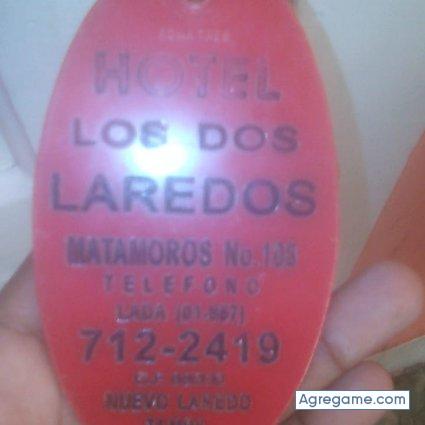 HOTEL
LOS DOS
LAREDOS
MATAMOROS No. 108
TELEFONO
LADA (01-867)
712-2419
NUEVO LAREDO
Agregame.com